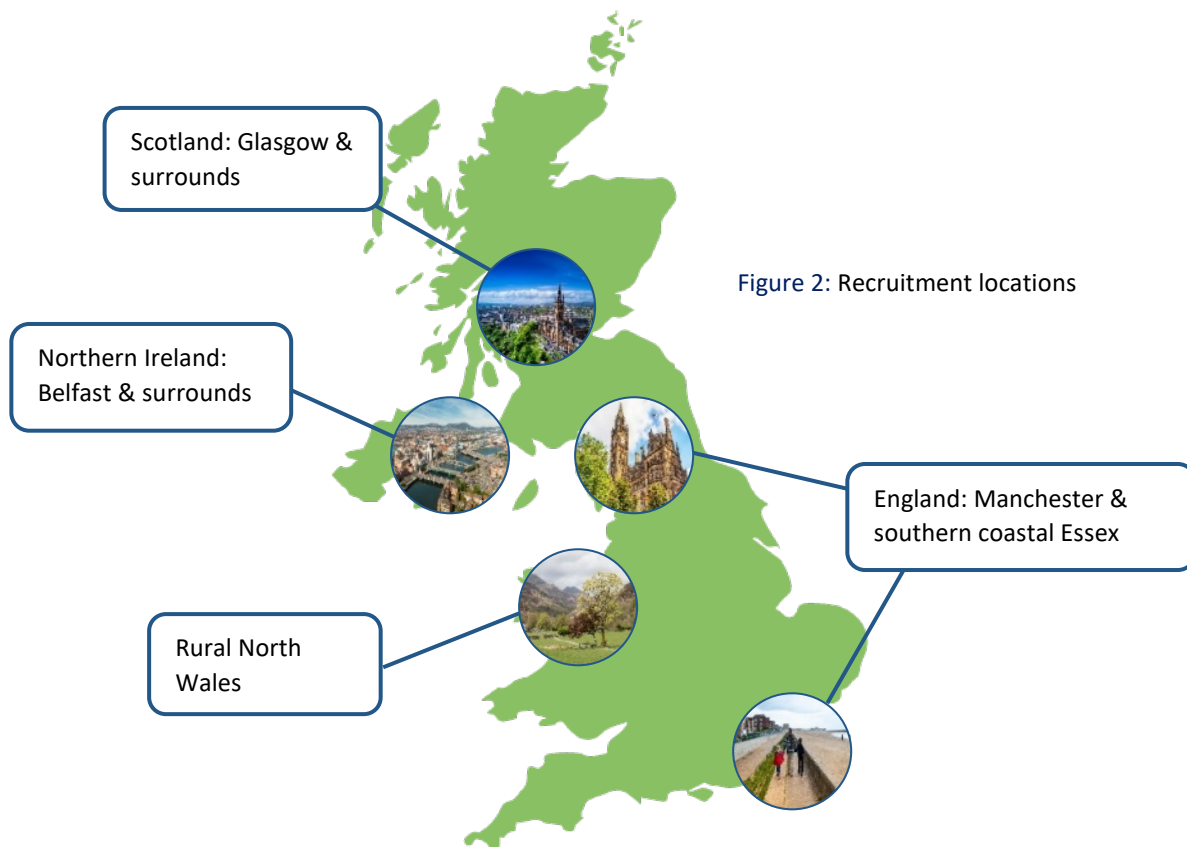 Scotland: Glasgow &
surrounds
Figure 2: Recruitment locations
Northern Ireland:
Belfast & surrounds
England: Manchester &
southern coastal Essex
Rural North
Wales